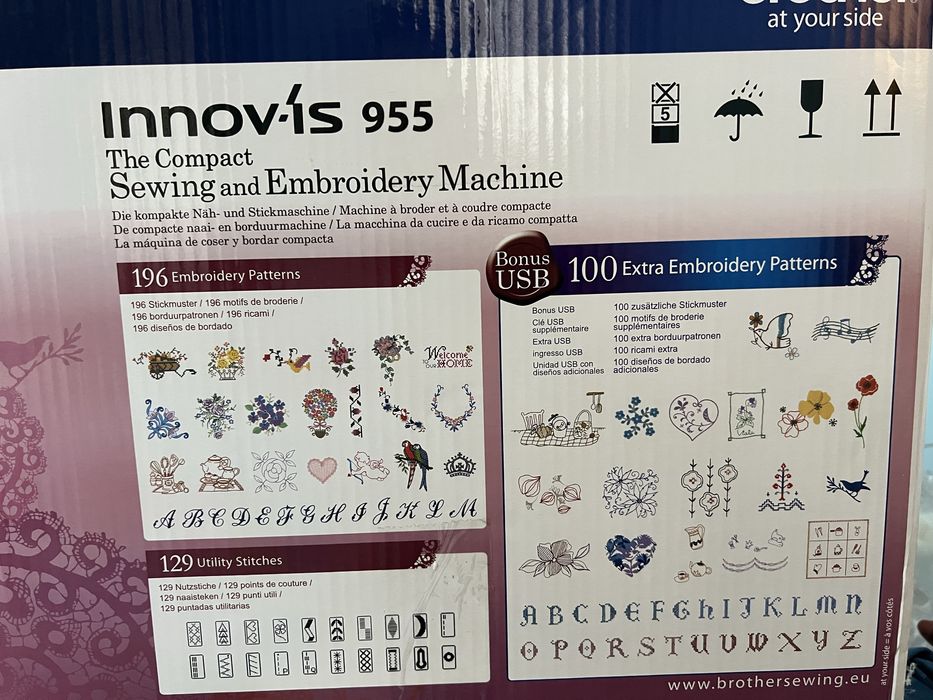 at your side
Innov-ís 955
5
The Compact
Sewing and Embroidery Machine
Die kompakte Näh- und Stickmaschine / Machine à broder et à coudre compacte
De compacte naai- en borduurmachine / La macchina da cucire e da ricamo compatta
La máquina de coser y bordar compacta
196 Embroidery Patterns
196 Stickmuster / 196 motifs de broderie /
196 borduurpatronen / 196 ricami /
196 diseños de bordado
Welcome
TO OUR HOME
A B C D E F G H I J K L M
129 Utility Stitches
129 Nutzstiche / 129 points de couture /
129 naaisteken / 129 punti utili /
129 puntadas utilitarias
Bonus
USB
100 Extra Embroidery Patterns
Bonus USB
Clé USB
supplémentaire
Extra USB
ingresso USB
Unidad USB con
diseños adicionales
100 zusätzliche Stickmuster
100 motifs de broderie
supplémentaires
100 extra borduurpatronen
100 ricami extra
100 diseños de bordado
adicionales
A B C D E F G h I J K L M N
O P Q R S T U V W X Y Z
www.brothersewing.eu
at your side = à vos côtés